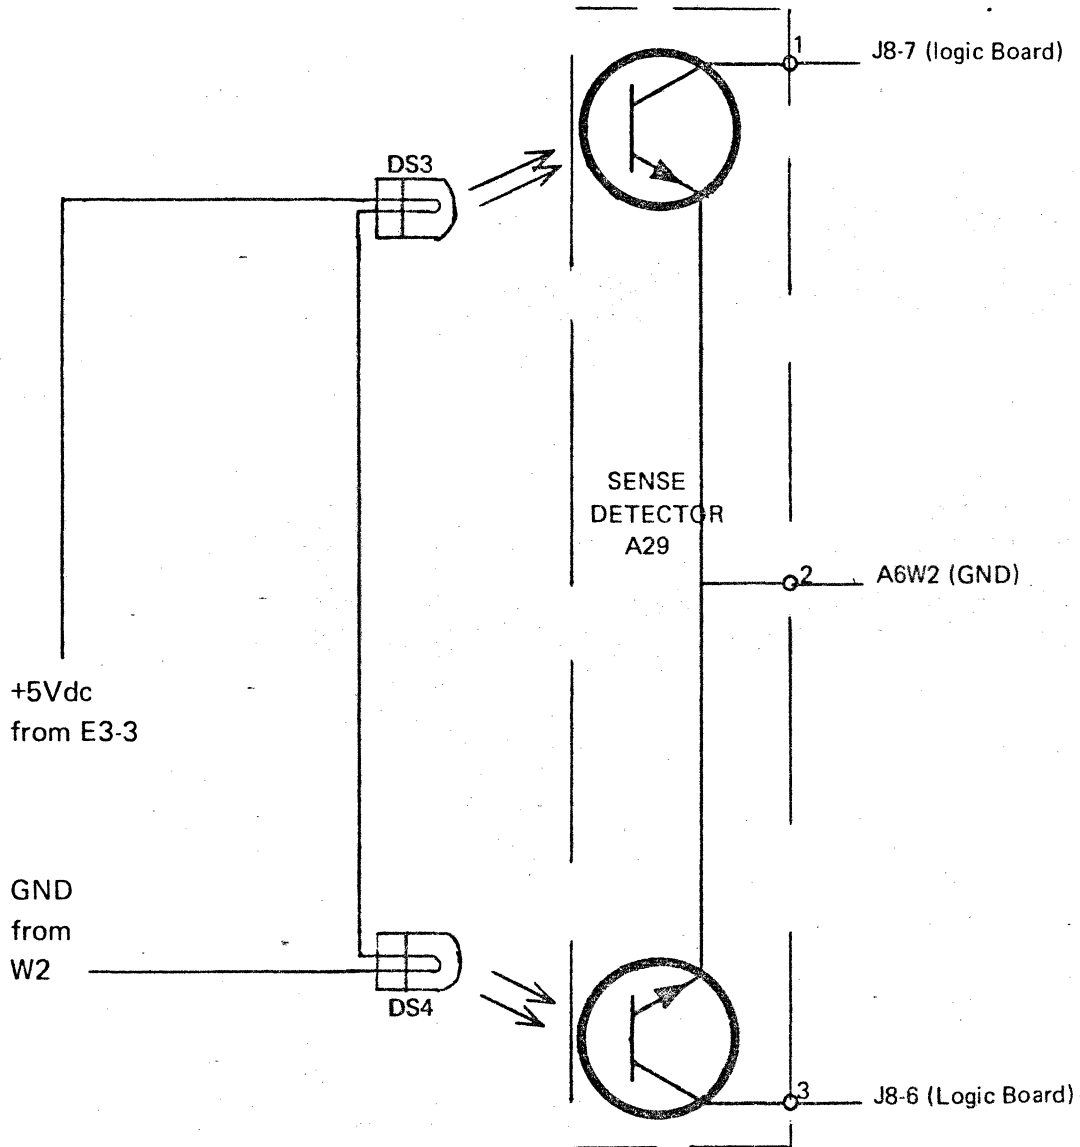 1
J8-7 (logic Board)
DS3
SENSE
DETECTOR
A29
2
A6W2 (GND)
+5Vdc
from E3-3
GND
from
W2
DS4
3
J8-6 (Logic Board)